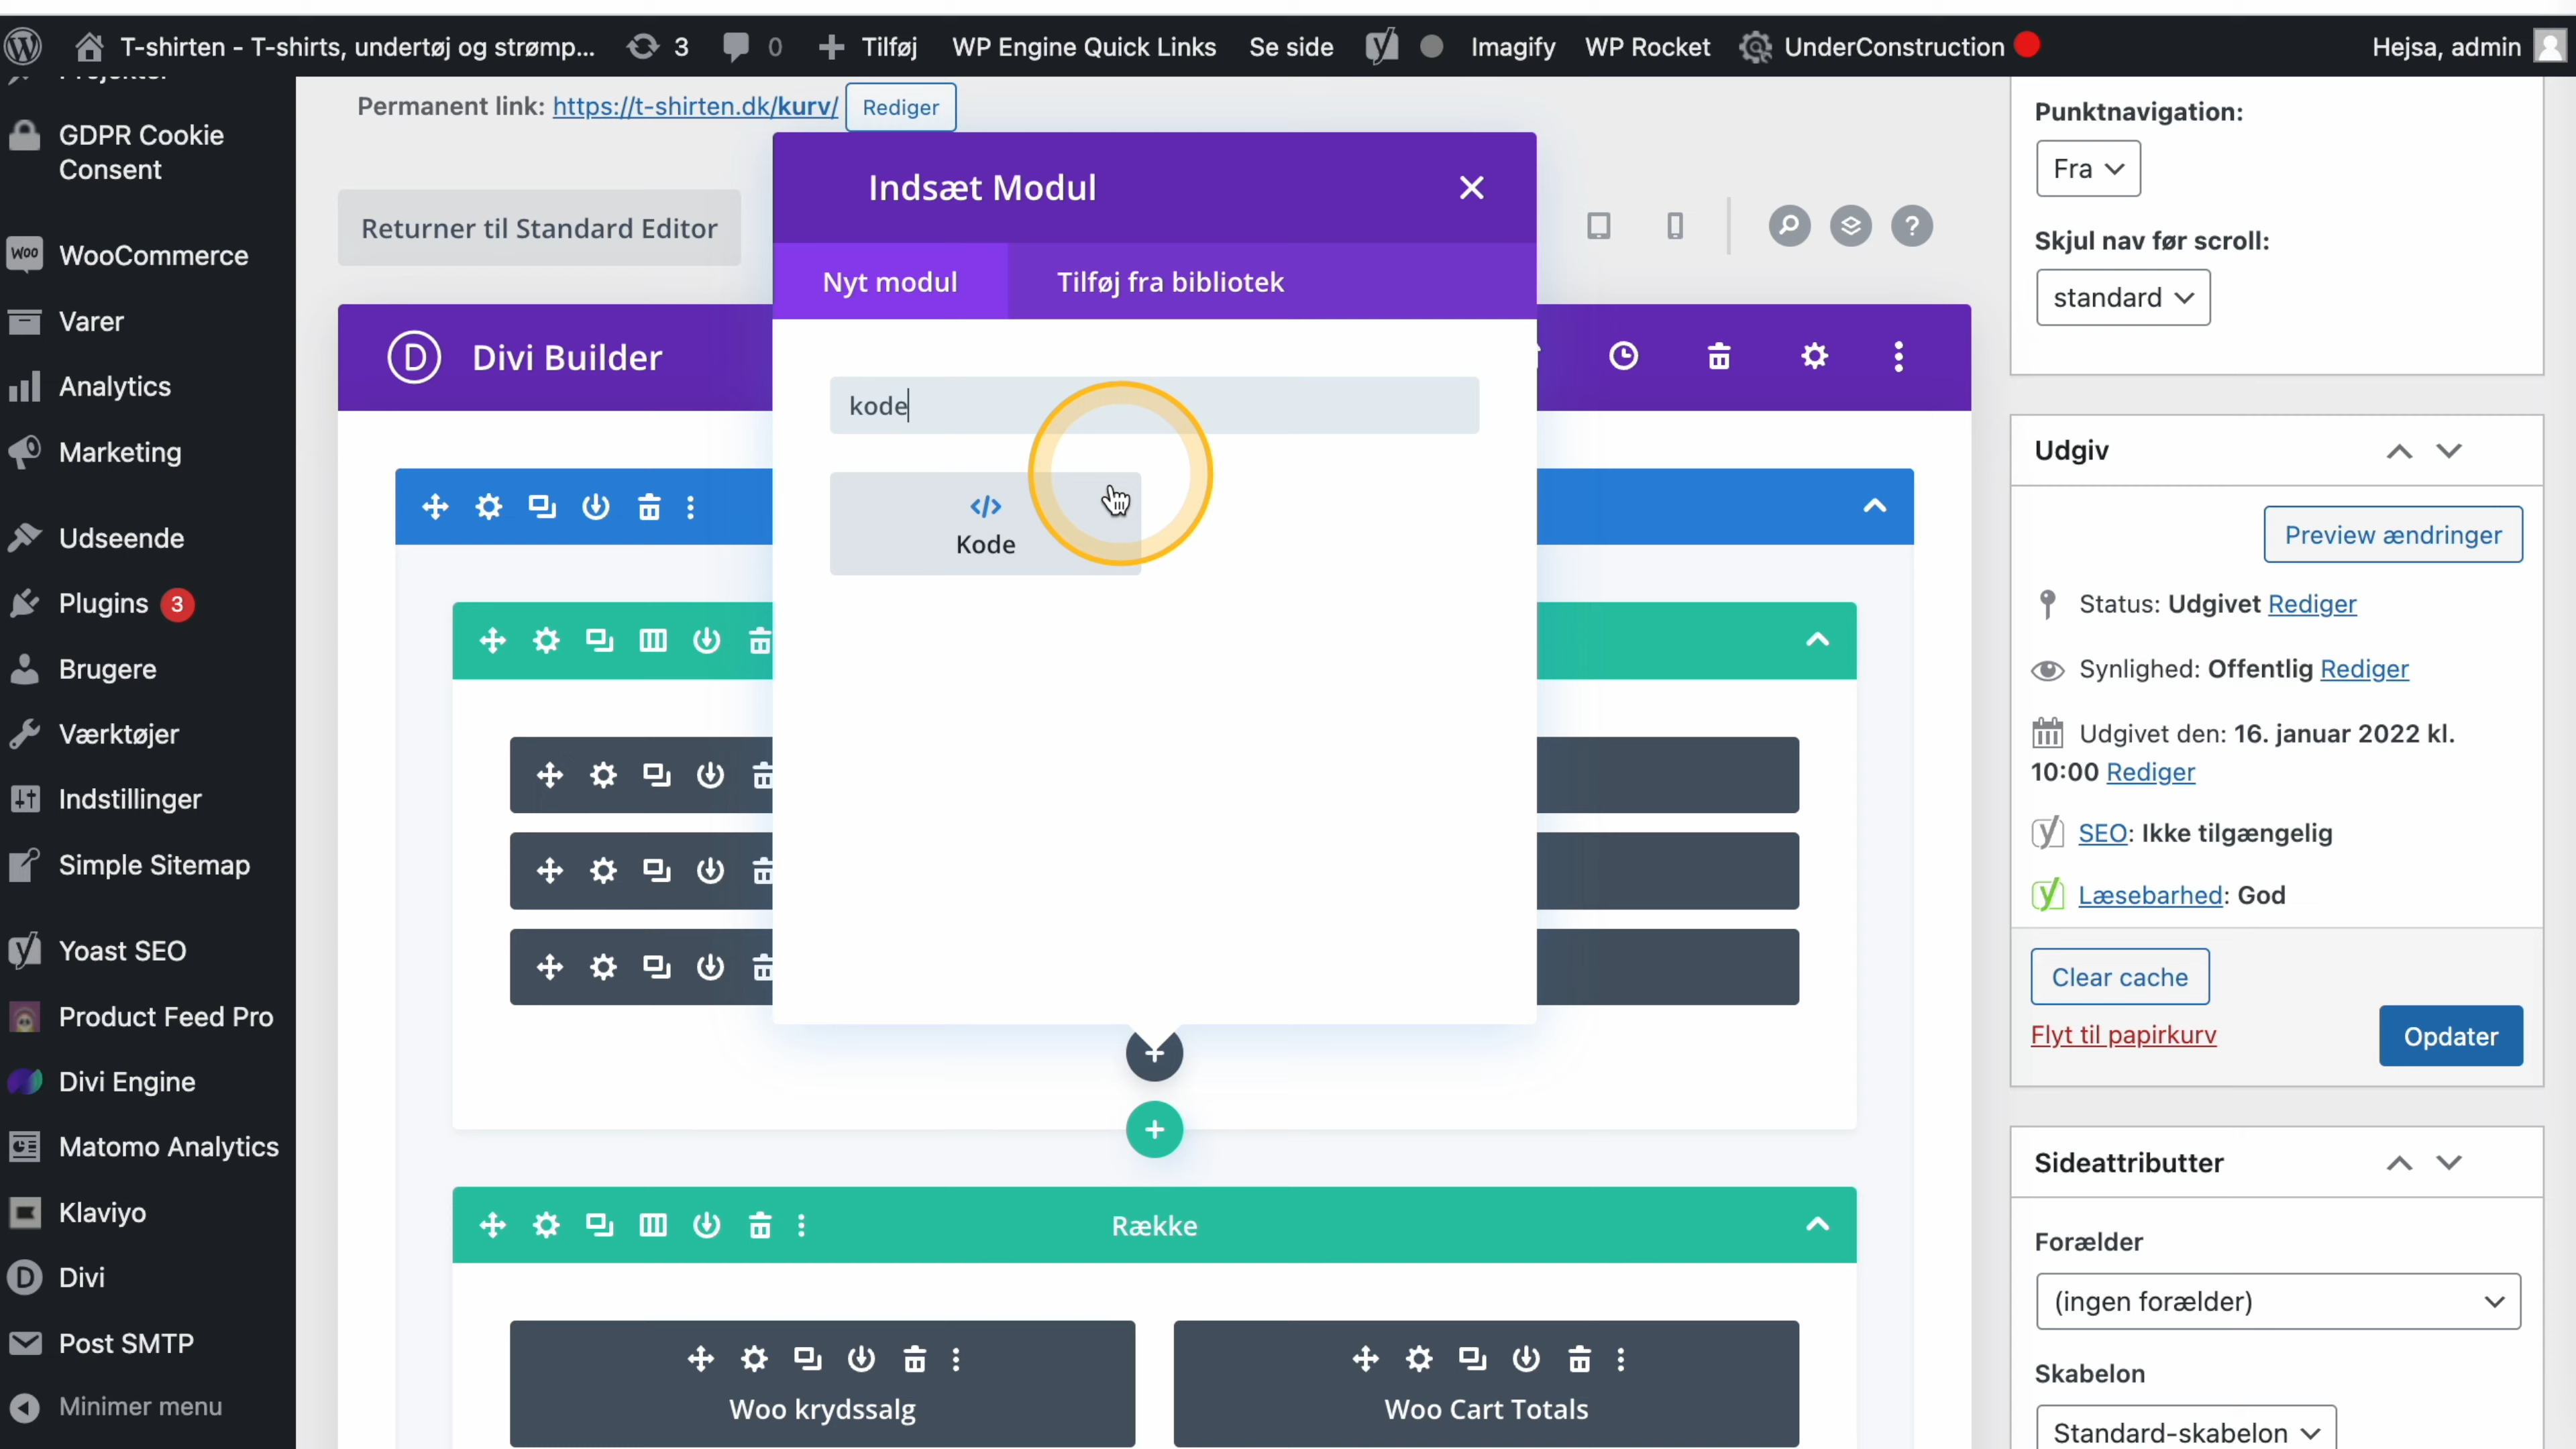 T-shirten - T-shirts, undertøj og strømp...
3
0
Tilføj
WP Engine Quick Links
Se side
Imagify
WP Rocket
UnderConstruction
Hejsa, admin
GDPR Cookie
Consent
WooCommerce
Varer
Analytics
Marketing
Udseende
Plugins 3
Brugere
Værktøjer
Indstillinger
Simple Sitemap
Yoast SEO
Product Feed Pro
Divi Engine
Matomo Analytics
Klaviyo
Divi
Post SMTP
Minimer menu
Permanent link: https://t-shirten.dk/kurv/ Rediger
Returner til Standard Editor
Divi Builder
Indsæt Modul
Nyt modul
Tilføj fra bibliotek
kode
Kode
Række
Woo krydssalg
Woo Cart Totals
Punktnavigation:
Fra
Skjul nav før scroll:
standard
Udgiv
Preview ændringer
Status: Udgivet Rediger
Synlighed: Offentlig Rediger
Udgivet den: 16. januar 2022 kl.
10:00 Rediger
SEO: Ikke tilgængelig
Læsebarhed: God
Clear cache
Flyt til papirkurv
Opdater
Sideattributter
Forælder
(ingen forælder)
Skabelon
Standard-skabelon